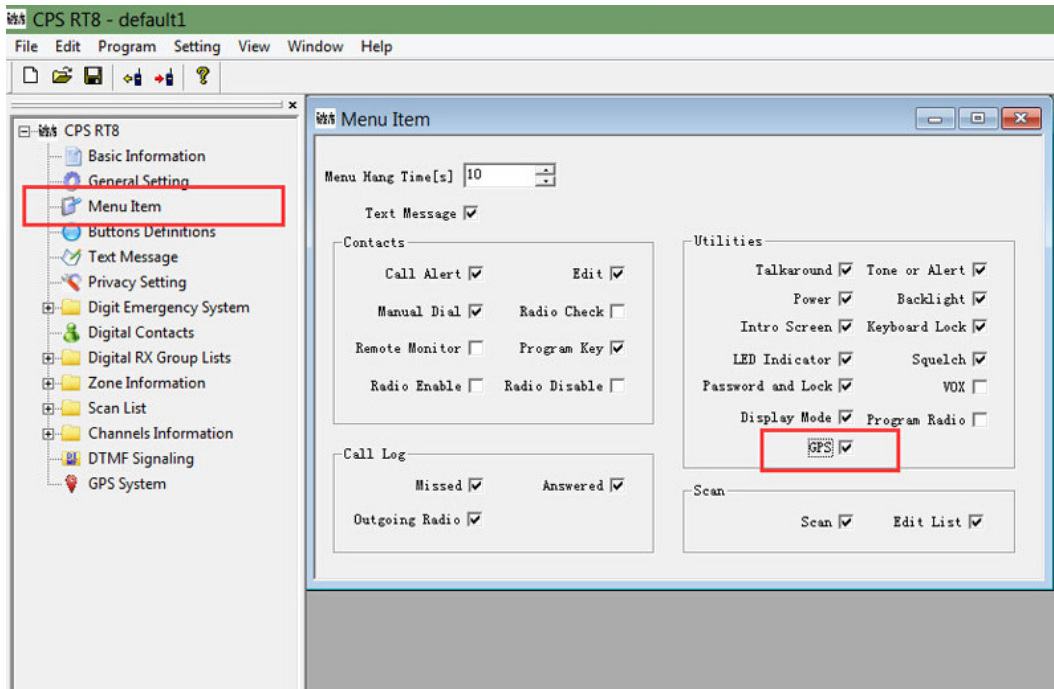 CPS RT8 - default1
File Edit Program Setting View Window Help
CPS RT8
Basic Information
General Setting
Menu Item
Buttons Definitions
Text Message
Privacy Setting
Digit Emergency System
Digital Contacts
Digital RX Group Lists
Zone Information
Scan List
Channels Information
DTMF Signaling
GPS System
Menu Item
Menu Hang Time[s] 10
Text Message
Contacts
Call Alert Edit
Manual Dial Radio Check
Remote Monitor Program Key
Radio Enable Radio Disable
Call Log
Missed Answered
Outgoing Radio
Utilities
Talkaround Tone or Alert
Power Backlight
Intro Screen Keyboard Lock
LED Indicator Squelch
Password and Lock VOX
Display Mode Program Radio
GPS
Scan
Scan Edit List